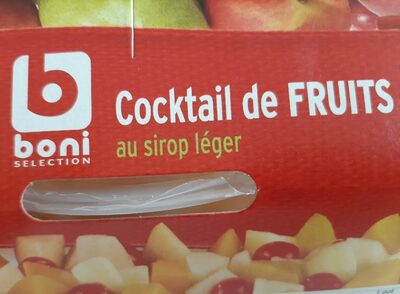 boni
SELECTION
Cocktail de FRUITS
au sirop léger